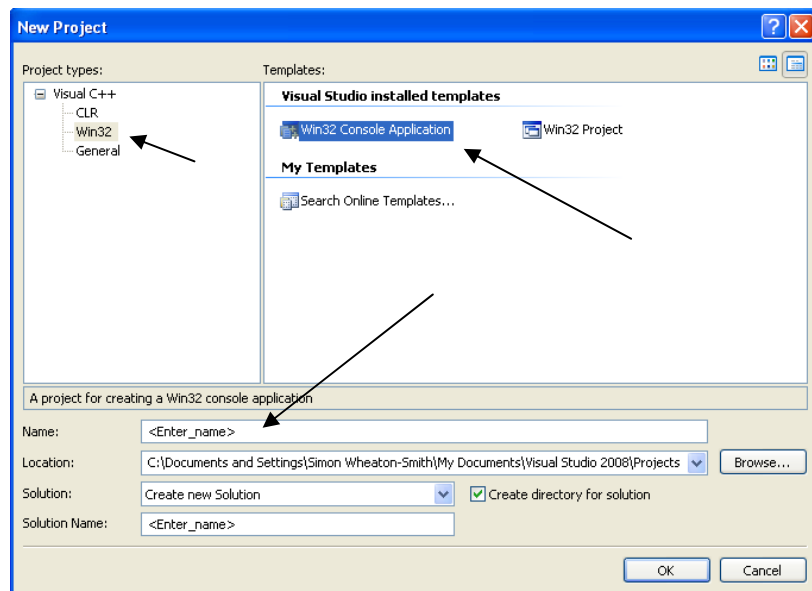 New Project
Project types:
Templates:
Visual C++
CLR
Win32
General
Visual Studio installed templates
Win32 Console Application
Win32 Project
My Templates
Search Online Templates...
A project for creating a Win32 console application
Name:
<Enter_name>
Location:
C:\Documents and Settings\Simon Wheaton-Smith\My Documents\Visual Studio 2008\Projects
Browse...
Solution:
Create new Solution
Create directory for solution
Solution Name:
<Enter_name>
OK
Cancel